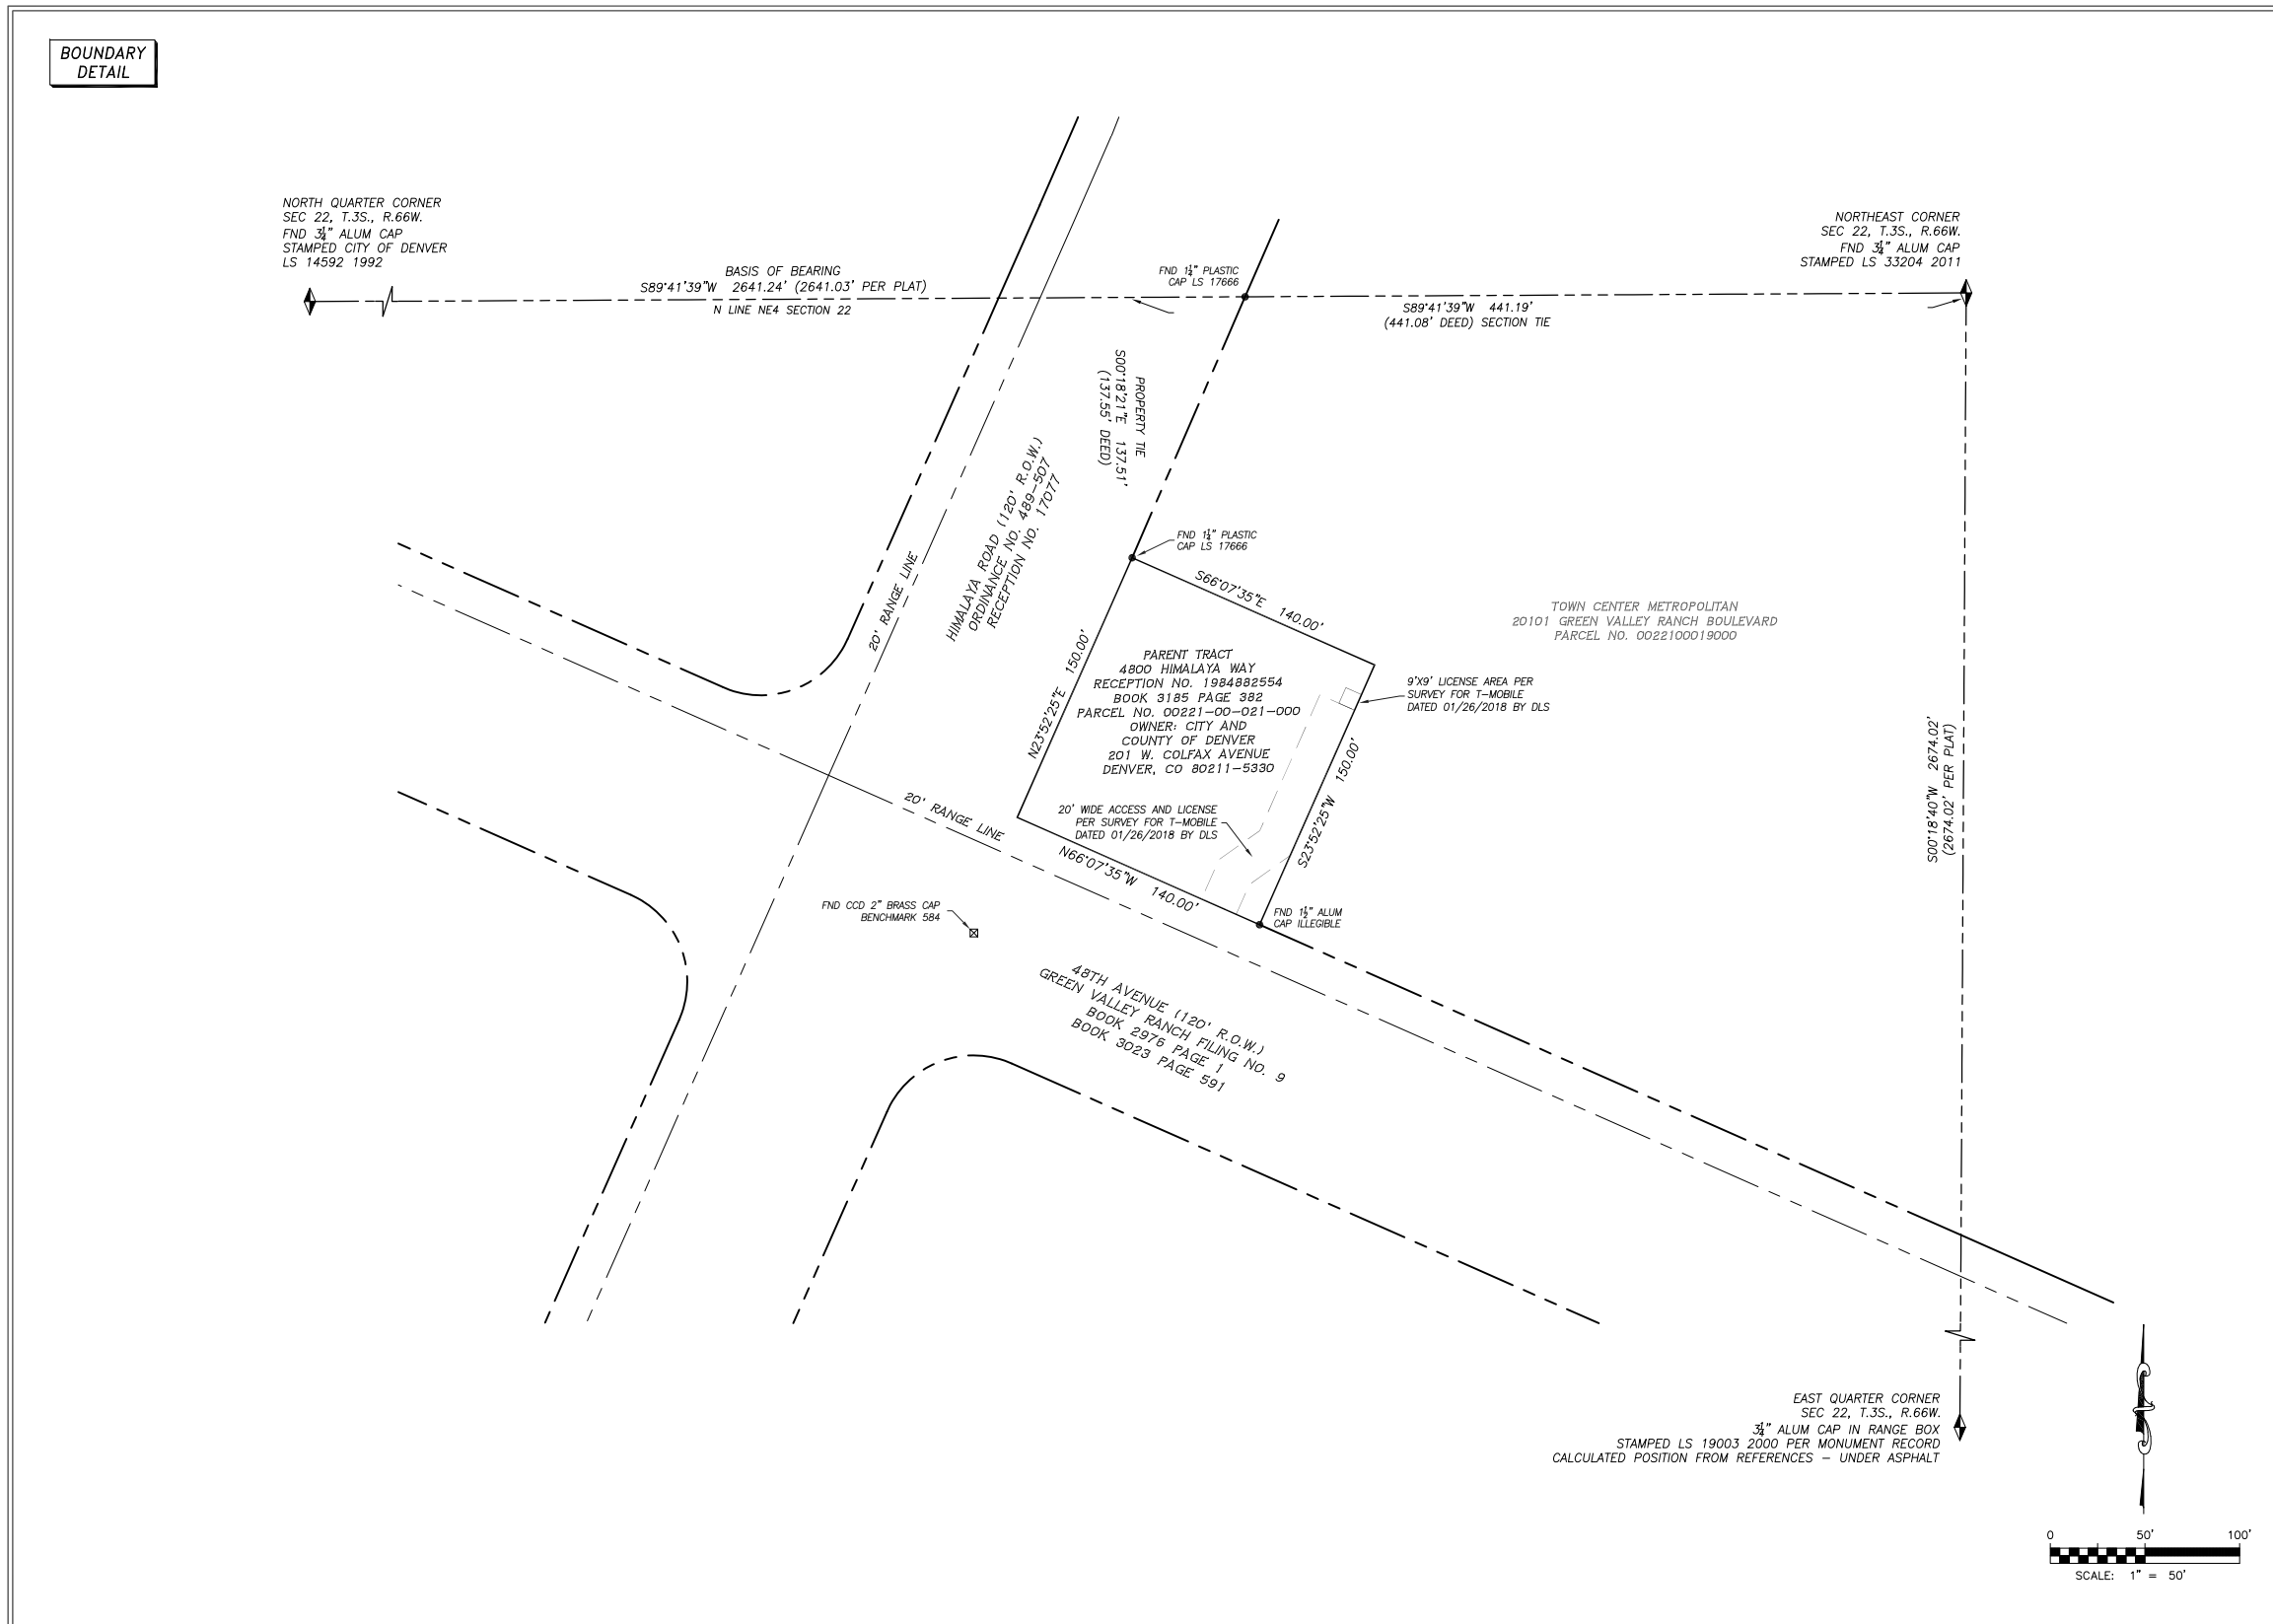 BOUNDARY
DETAIL
NORTH QUARTER CORNER
SEC 22, T.3S., R.66W.
FND 3¼" ALUM CAP
STAMPED CITY OF DENVER
LS 14592 1992
BASIS OF BEARING
S89°41'39"W 2641.24' (2641.03' PER PLAT)
N LINE NE4 SECTION 22
FND 1¼" PLASTIC
CAP LS 17666
NORTHEAST CORNER
SEC 22, T.3S., R.66W.
FND 3¼" ALUM CAP
STAMPED LS 33204 2011
S89°41'39"W 441.19'
(441.08' DEED) SECTION TIE
PROPERTY TIE
S00°18'21"E 137.51'
(137.55' DEED)
HIMALAYA ROAD (120' R.O.W.)
ORDINANCE NO. 489-507
RECEPTION NO. 17077
20' RANGE LINE
FND 1¼" PLASTIC
CAP LS 17666
S66°07'35"E 140.00'
N23°52'25"E 150.00'
PARENT TRACT
4800 HIMALAYA WAY
RECEPTION NO. 1984882554
BOOK 3185 PAGE 382
PARCEL NO. 00221-00-021-000
OWNER: CITY AND
COUNTY OF DENVER
201 W. COLFAX AVENUE
DENVER, CO 80211-5330
TOWN CENTER METROPOLITAN
20101 GREEN VALLEY RANCH BOULEVARD
PARCEL NO. 0022100019000
9'X9' LICENSE AREA PER
SURVEY FOR T-MOBILE
DATED 01/26/2018 BY DLS
S23°52'25"W 150.00'
20' WIDE ACCESS AND LICENSE
PER SURVEY FOR T-MOBILE
DATED 01/26/2018 BY DLS
20' RANGE LINE
N66°07'35"W 140.00'
S00°18'40"W 2674.02'
(2674.02' PER PLAT)
FND CCD 2" BRASS CAP
BENCHMARK 584
FND 1½" ALUM
CAP ILLEGIBLE
48TH AVENUE (120' R.O.W.)
GREEN VALLEY RANCH FILING NO. 9
BOOK 2976 PAGE 1
BOOK 3023 PAGE 591
EAST QUARTER CORNER
SEC 22, T.3S., R.66W.
3¼" ALUM CAP IN RANGE BOX
STAMPED LS 19003 2000 PER MONUMENT RECORD
CALCULATED POSITION FROM REFERENCES - UNDER ASPHALT
0 50' 100'
SCALE: 1" = 50'